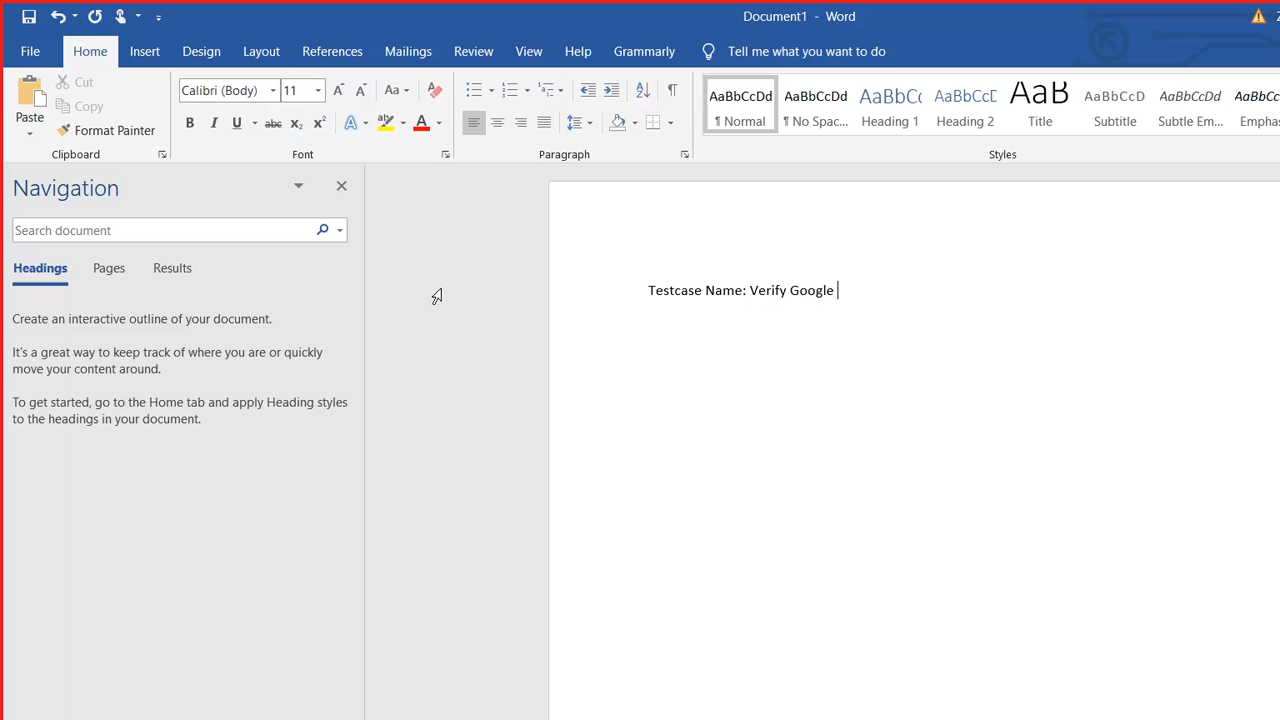 Document1 - Word
File Home Insert Design Layout References Mailings Review View Help Grammarly Tell me what you want to do
Paste
Cut
Copy
Format Painter
Clipboard
Calibri (Body) 11
Aa
B I U abc x₂ x² A A
Font
Paragraph
AaBbCcDd AaBbCcDd AaBbCc AaBbCcD AaB AaBbCcD AaBbCcDd AaBbCc
¶ Normal ¶ No Spac... Heading 1 Heading 2 Title Subtitle Subtle Em... Emphas
Styles
Navigation
Search document
Headings Pages Results
Create an interactive outline of your document.
It's a great way to keep track of where you are or quickly
move your content around.
To get started, go to the Home tab and apply Heading styles
to the headings in your document.
Testcase Name: Verify Google